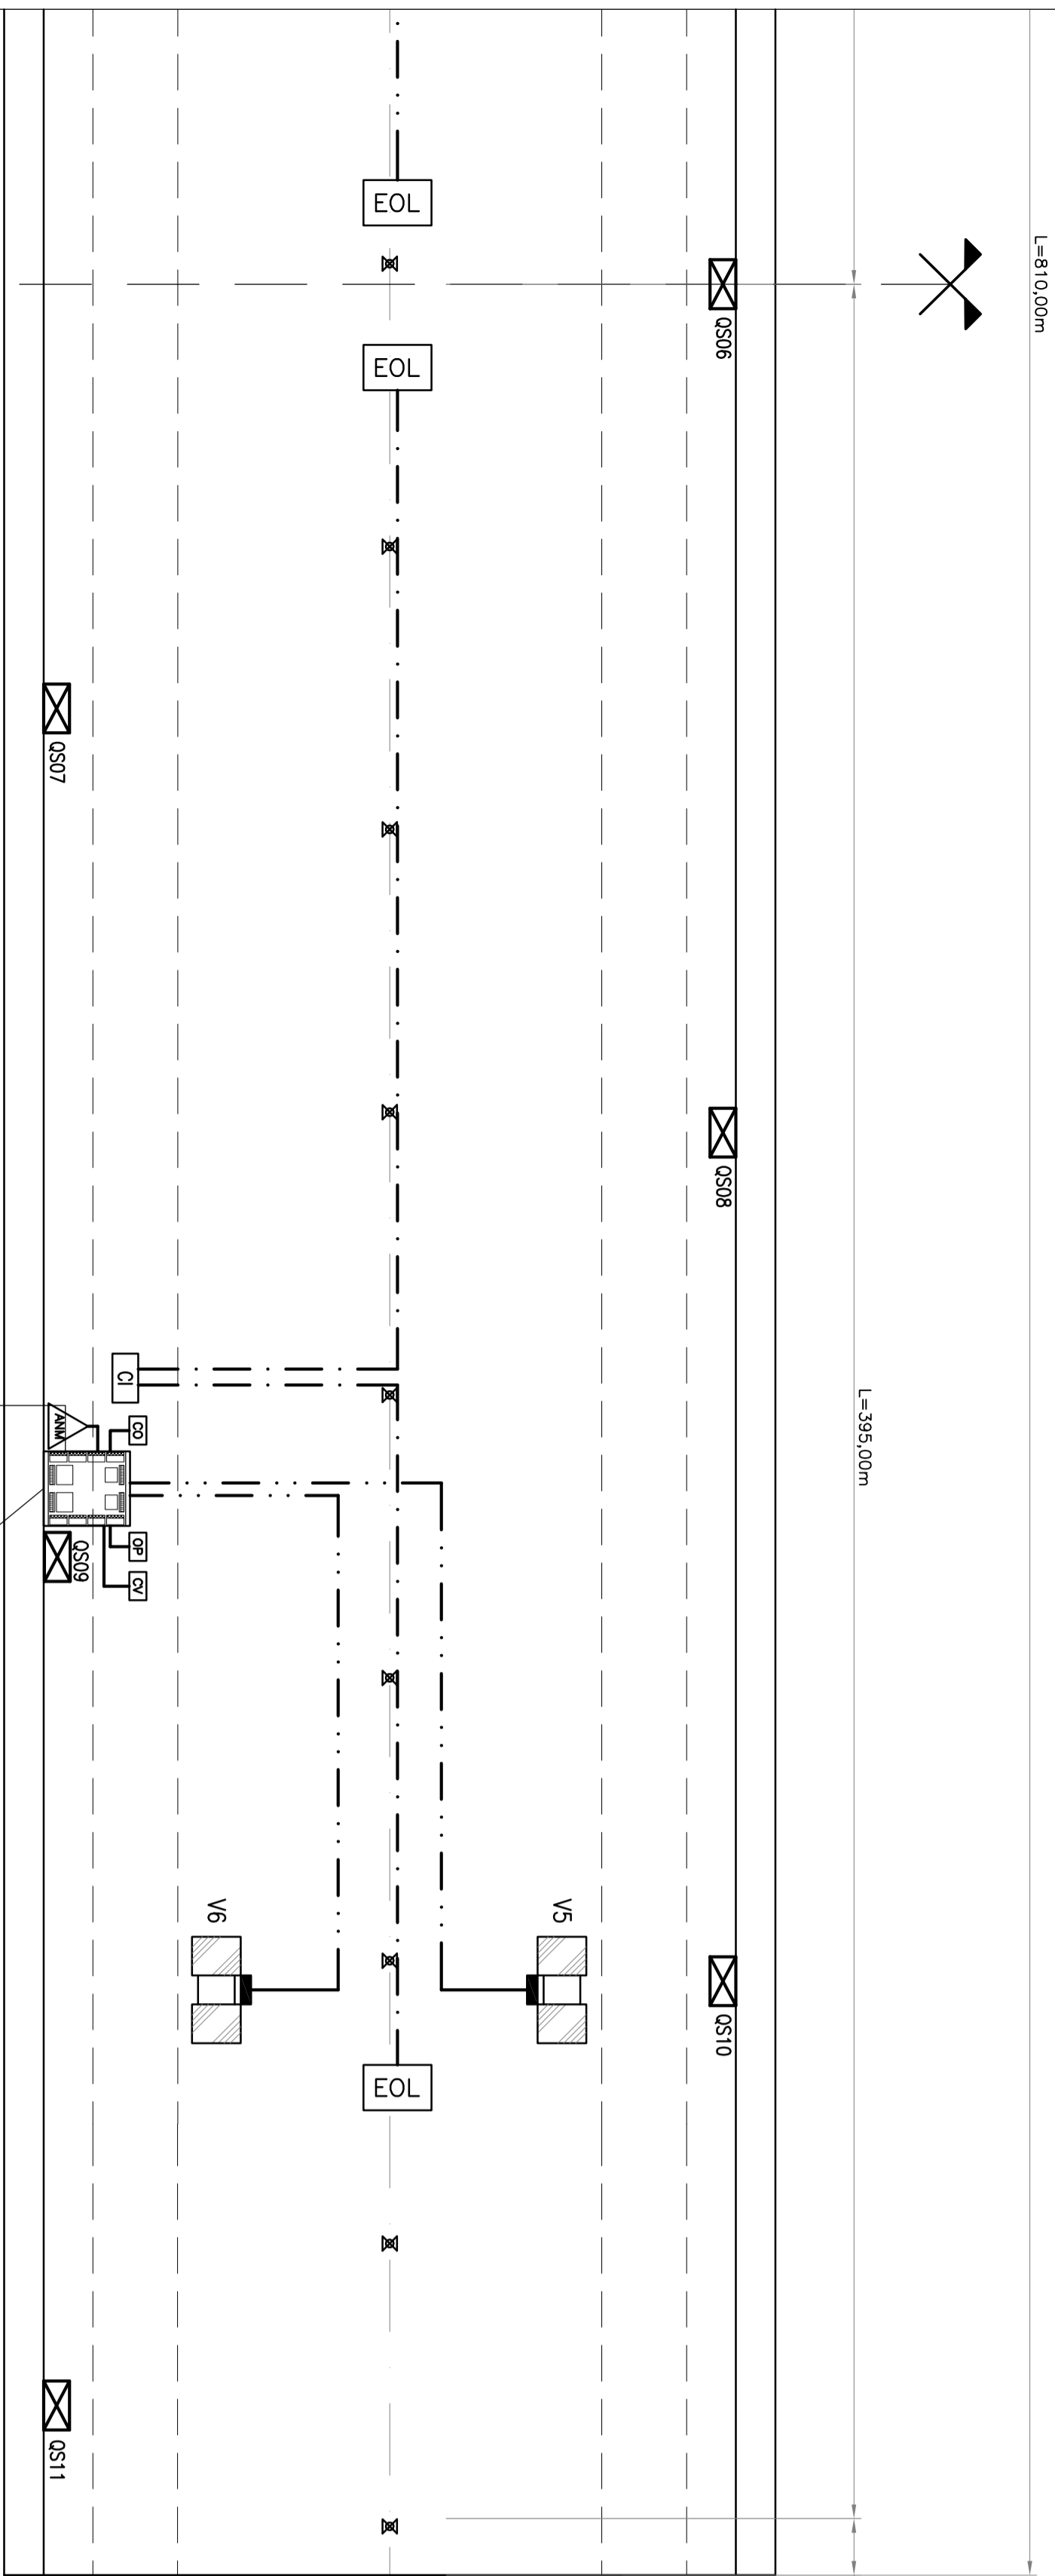 L=810,00m
EOL
QS06
EOL
QS07
QS08
CI
L=395,00m
ANM
CO
OP
QS09
CV
V6
V5
QS10
EOL
QS11